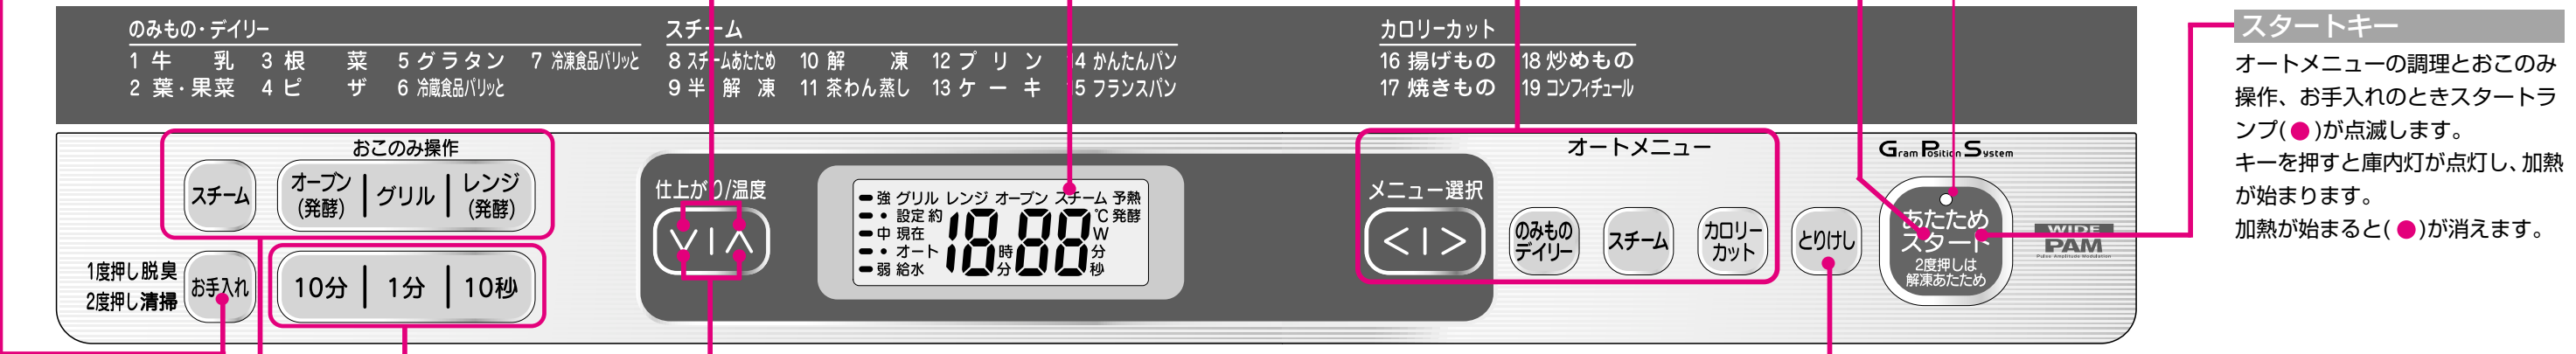 のみもの・デイリー
1 牛乳 3 根菜 5 グラタン 7 冷凍食品パリッと
2 葉・果菜 4 ピザ 6 冷蔵食品パリッと
スチーム
8 スチームあたため 10 解凍 12 プリン 14 かんたんパン
9 半解凍 11 茶わん蒸し 13 ケーキ 15 フランスパン
カロリーカット
16 揚げもの 18 炒めもの
17 焼きもの 19 コンフィチュール
おこのみ操作
スチーム
オーブン
(発酵)
グリル
レンジ
(発酵)
1度押し脱臭
2度押し清掃
お手入れ
10分 1分 10秒
仕上がり/温度
強 グリル レンジ オーブン スチーム 予熱
・ 設定 約 ℃ 発酵
中 現在 W
・ オート 時 分
弱 給水 分 秒
18 88
オートメニュー
メニュー選択
< >
のみもの
デイリー
スチーム
カロリー
カット
とりけし
Gram Position System
あたため
スタート
2度押しは
解凍あたため
WIDE
PAM
Pulse Amplitude Modulation
スタートキー
オートメニューの調理とおこのみ
操作、お手入れのときスタートラ
ンプ(●)が点滅します。
キーを押すと庫内灯が点灯し、加熱
が始まります。
加熱が始まると(●)が消えます。